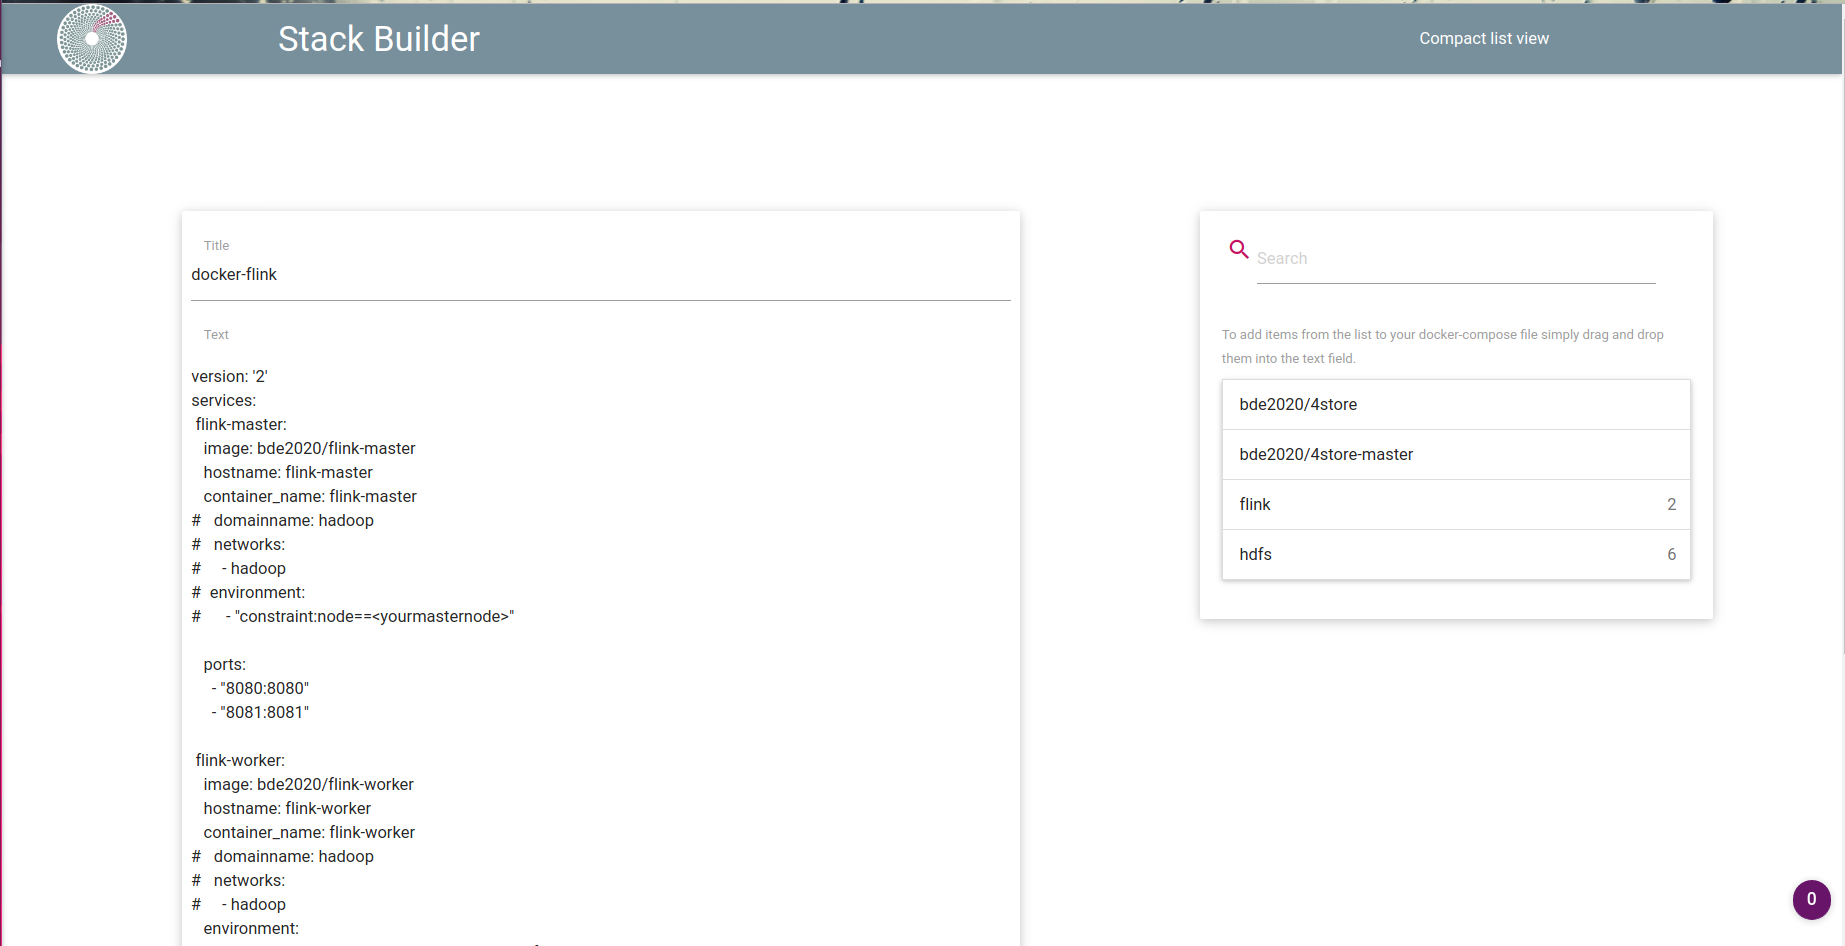 Stack Builder
Compact list view
Title
docker-flink
Text
version: '2'
services:
flink-master:
image: bde2020/flink-master
hostname: flink-master
container_name: flink-master
# domainname: hadoop
# networks:
# - hadoop
# environment:
# - "constraint:node==<yourmasternode>"
ports:
- "8080:8080"
- "8081:8081"
flink-worker:
image: bde2020/flink-worker
hostname: flink-worker
container_name: flink-worker
# domainname: hadoop
# networks:
# - hadoop
environment:
Search
To add items from the list to your docker-compose file simply drag and drop
them into the text field.
bde2020/4store
bde2020/4store-master
flink 2
hdfs 6
0